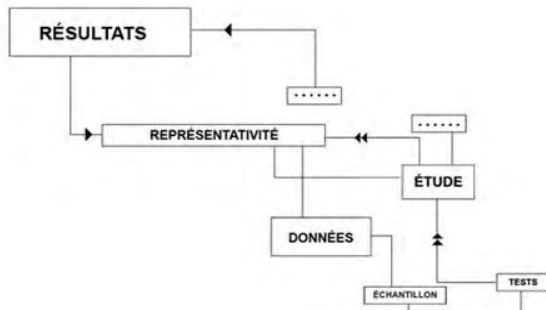 RÉSULTATS
......
......
REPRÉSENTATIVITÉ
ÉTUDE
DONNÉES
TESTS
ÉCHANTILLON